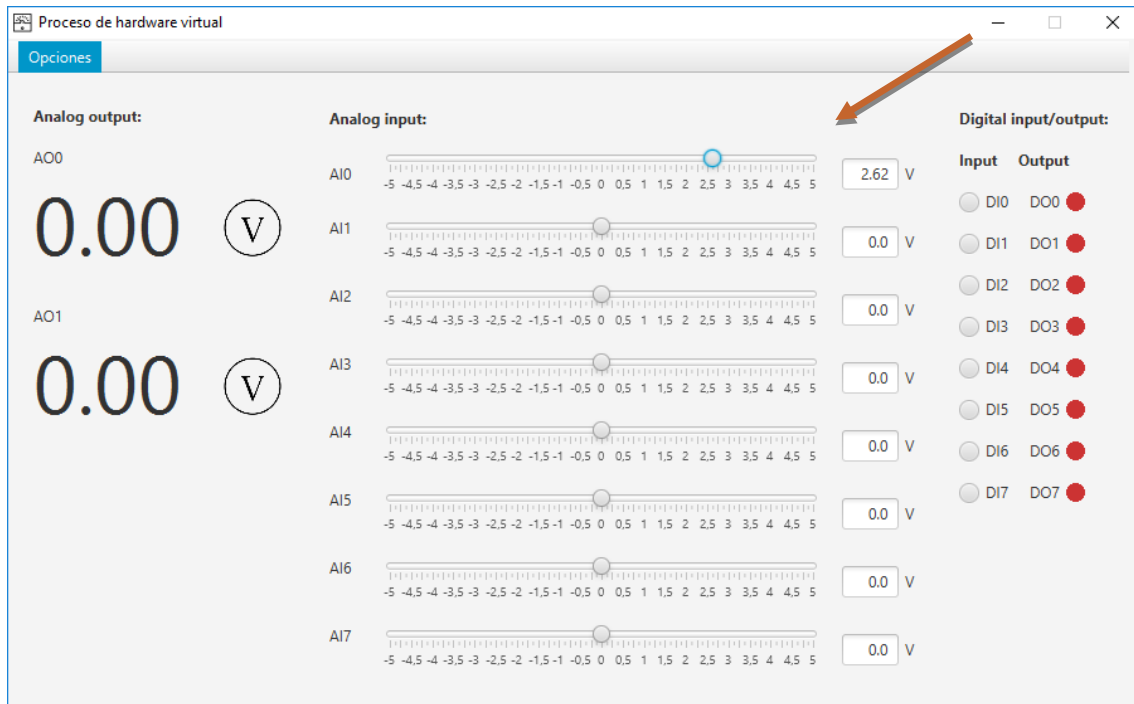 Proceso de hardware virtual
Opciones
Analog output:
AO0
0.00 V
AO1
0.00 V
Analog input:
AI0 2.62 V
-5 -4,5 -4 -3,5 -3 -2,5 -2 -1,5 -1 -0,5 0 0,5 1 1,5 2 2,5 3 3,5 4 4,5 5
AI1 0.0 V
-5 -4,5 -4 -3,5 -3 -2,5 -2 -1,5 -1 -0,5 0 0,5 1 1,5 2 2,5 3 3,5 4 4,5 5
AI2 0.0 V
-5 -4,5 -4 -3,5 -3 -2,5 -2 -1,5 -1 -0,5 0 0,5 1 1,5 2 2,5 3 3,5 4 4,5 5
AI3 0.0 V
-5 -4,5 -4 -3,5 -3 -2,5 -2 -1,5 -1 -0,5 0 0,5 1 1,5 2 2,5 3 3,5 4 4,5 5
AI4 0.0 V
-5 -4,5 -4 -3,5 -3 -2,5 -2 -1,5 -1 -0,5 0 0,5 1 1,5 2 2,5 3 3,5 4 4,5 5
AI5 0.0 V
-5 -4,5 -4 -3,5 -3 -2,5 -2 -1,5 -1 -0,5 0 0,5 1 1,5 2 2,5 3 3,5 4 4,5 5
AI6 0.0 V
-5 -4,5 -4 -3,5 -3 -2,5 -2 -1,5 -1 -0,5 0 0,5 1 1,5 2 2,5 3 3,5 4 4,5 5
AI7 0.0 V
-5 -4,5 -4 -3,5 -3 -2,5 -2 -1,5 -1 -0,5 0 0,5 1 1,5 2 2,5 3 3,5 4 4,5 5
Digital input/output:
Input Output
DI0 DO0
DI1 DO1
DI2 DO2
DI3 DO3
DI4 DO4
DI5 DO5
DI6 DO6
DI7 DO7